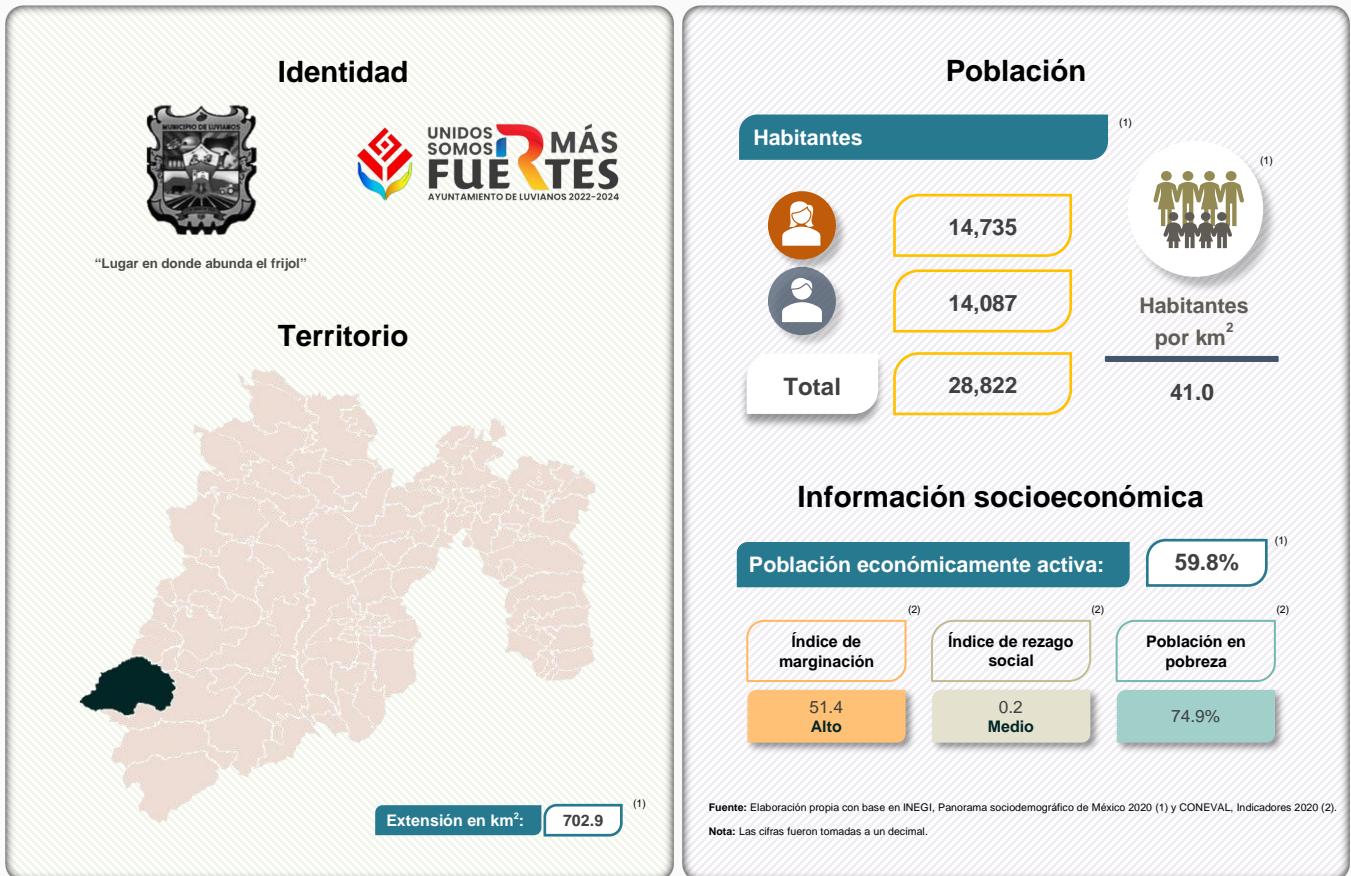 Identidad
MUNICIPIO DE LUVIANOS
UNIDOS
SOMOS
R MÁS
FUERTES
AYUNTAMIENTO DE LUVIANOS 2022-2024
“Lugar en donde abunda el frijol”
Territorio
Extensión en km²:
702.9
(1)
Población
Habitantes
(1)
(1)
14,735
14,087
Total
28,822
Habitantes
por km²
41.0
Información socioeconómica
Población económicamente activa:
59.8%
(1)
(2)
(2)
(2)
Índice de
marginación
Índice de rezago
social
Población en
pobreza
51.4
Alto
0.2
Medio
74.9%
Fuente: Elaboración propia con base en INEGI, Panorama sociodemográfico de México 2020 (1) y CONEVAL, Indicadores 2020 (2).
Nota: Las cifras fueron tomadas a un decimal.